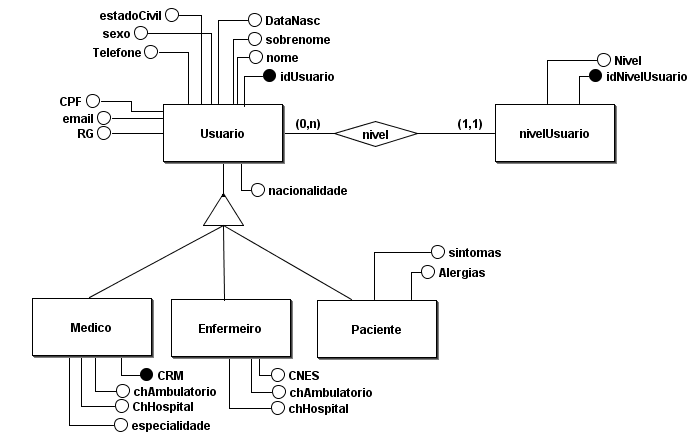 estadoCivil
DataNasc
sexo
sobrenome
Telefone
nome
Nivel
idUsuario
idNivelUsuario
CPF
email
RG
Usuario
(0,n)
nivel
(1,1)
nivelUsuario
nacionalidade
sintomas
Alergias
Medico
Enfermeiro
Paciente
CRM
CNES
chAmbulatorio
chAmbulatorio
ChHospital
chHospital
especialidade